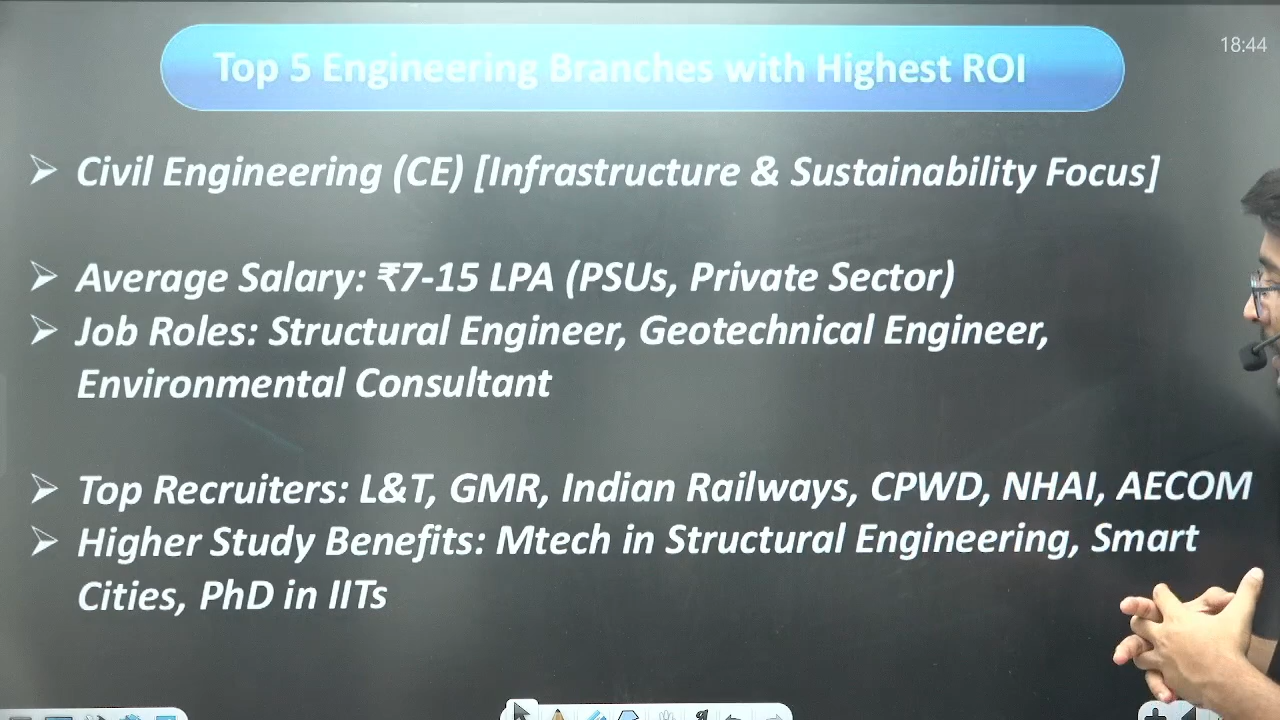 Top 5 Engineering Branches with Highest ROI
18:44
Civil Engineering (CE) [Infrastructure & Sustainability Focus]
Average Salary: ₹7-15 LPA (PSUs, Private Sector)
Job Roles: Structural Engineer, Geotechnical Engineer,
Environmental Consultant
Top Recruiters: L&T, GMR, Indian Railways, CPWD, NHAI, AECOM
Higher Study Benefits: Mtech in Structural Engineering, Smart
Cities, PhD in IITs